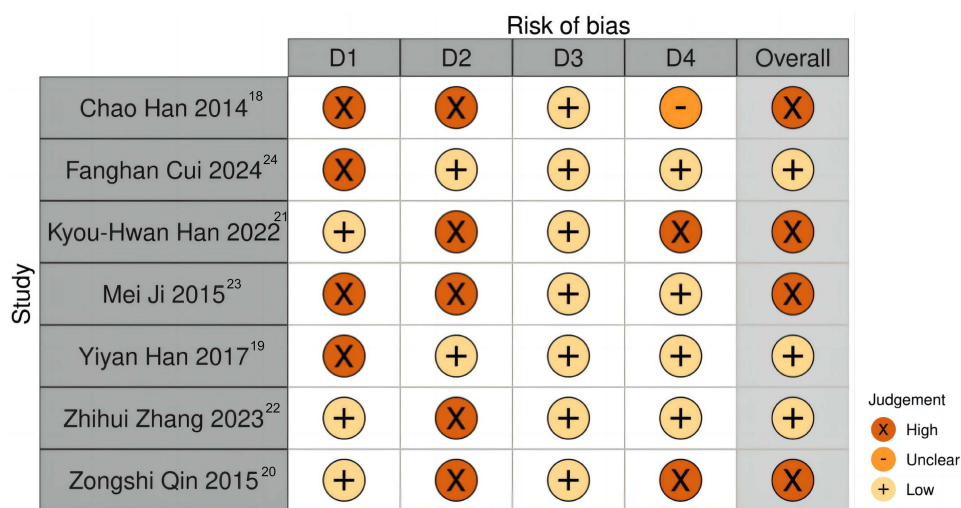 Risk of bias
D1 D2 D3 D4 Overall
Study
Chao Han 2014¹⁸ X X + - X
Fanghan Cui 2024²⁴ X + + + +
Kyou-Hwan Han 2022²¹ + X + X X
Mei Ji 2015²³ X X + + X
Yiyan Han 2017¹⁹ X + + + +
Zhihui Zhang 2023²² + X + + +
Zongshi Qin 2015²⁰ + X + X X
Judgement
X High
- Unclear
+ Low